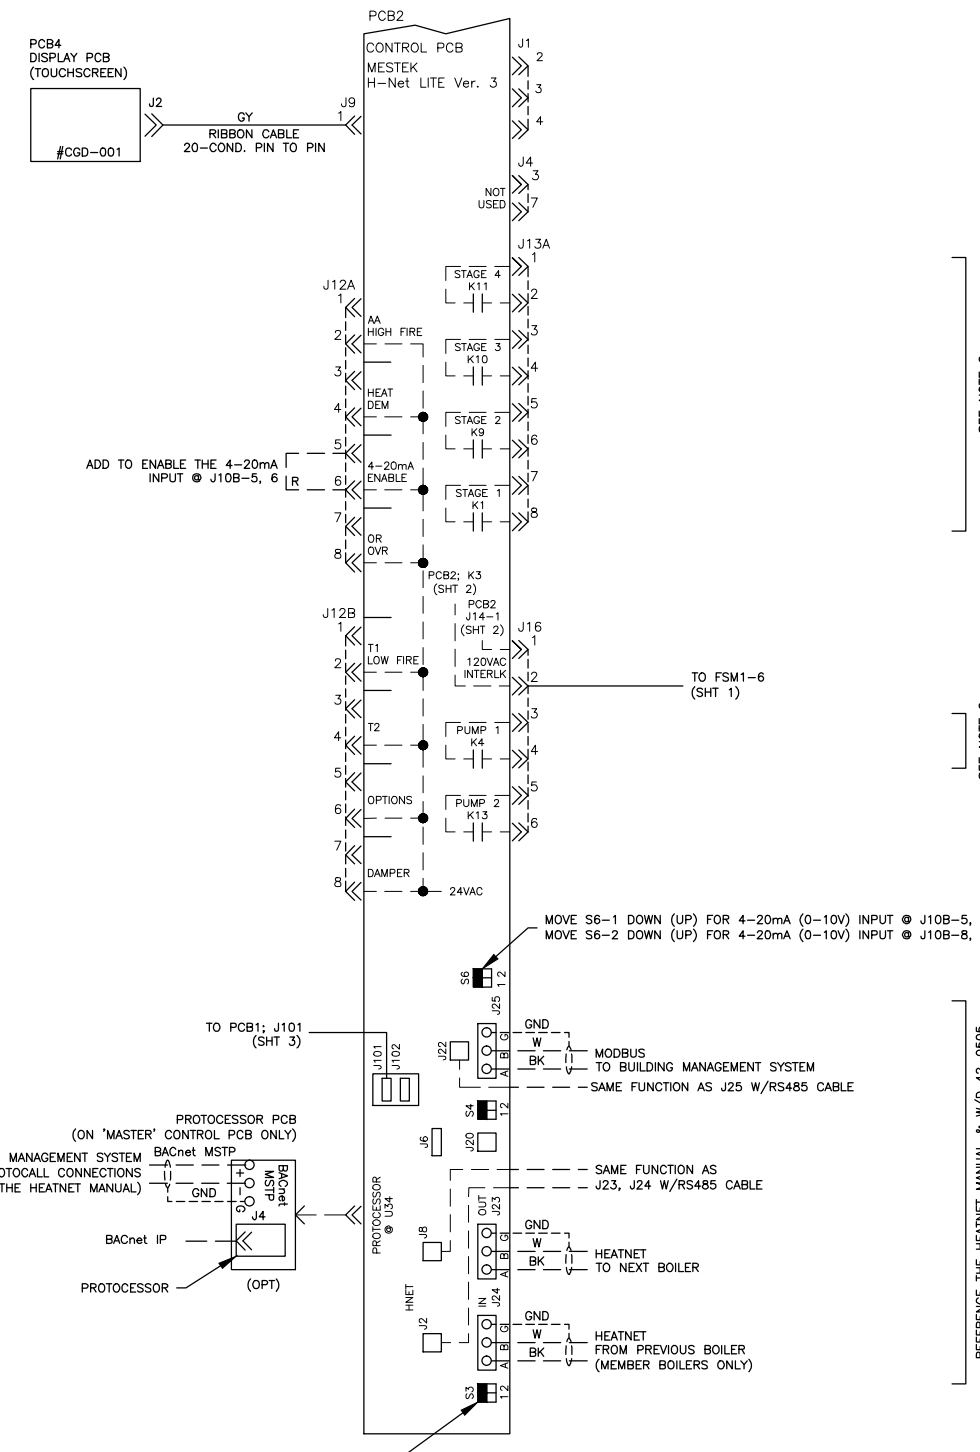 PCB2
PCB4
DISPLAY PCB
(TOUCHSCREEN)
#CGD-001
J2
GY
RIBBON CABLE
20-COND. PIN TO PIN
J9
1
CONTROL PCB
MESTEK
H-Net LITE Ver. 3
J1
2
3
4
J4
3
7
NOT
USED
J13A
1
STAGE 4
K11
2
3
STAGE 3
K10
4
5
STAGE 2
K9
6
7
STAGE 1
K1
8
J12A
1
AA
2
HIGH FIRE
3
HEAT
4
DEM
5
4-20mA
6
ENABLE
7
OR
8
OVR
ADD TO ENABLE THE 4-20mA
INPUT @ J10B-5, 6
R
PCB2; K3
(SHT 2)
PCB2
J14-1
(SHT 2)
J16
1
120VAC
INTERLK
2
TO FSM1-6
(SHT 1)
3
PUMP 1
K4
4
5
PUMP 2
K13
6
J12B
1
T1
2
LOW FIRE
3
T2
4
5
OPTIONS
6
7
DAMPER
8
24VAC
MOVE S6-1 DOWN (UP) FOR 4-20mA (0-10V) INPUT @ J10B-5,
MOVE S6-2 DOWN (UP) FOR 4-20mA (0-10V) INPUT @ J10B-8,
S6
1 2
J25
TO PCB1; J101
(SHT 3)
J101
J102
J22
G
B
A
GND
W
BK
MODBUS
TO BUILDING MANAGEMENT SYSTEM
SAME FUNCTION AS J25 W/RS485 CABLE
S4
1 2
J6
J20
PROTOCESSOR PCB
(ON 'MASTER' CONTROL PCB ONLY)
MANAGEMENT SYSTEM
OTOCALL CONNECTIONS
THE HEATNET MANUAL)
BACnet MSTP
GND
+
-
G
BACnet
MSTP
J4
BACnet IP
PROTOCESSOR
(OPT)
PROTOCESSOR
@ U34
SAME FUNCTION AS
J23, J24 W/RS485 CABLE
OUT
J23
J8
G
B
A
GND
W
BK
HEATNET
TO NEXT BOILER
HNET
IN
J24
J2
G
B
A
GND
W
BK
HEATNET
FROM PREVIOUS BOILER
(MEMBER BOILERS ONLY)
S3
1 2